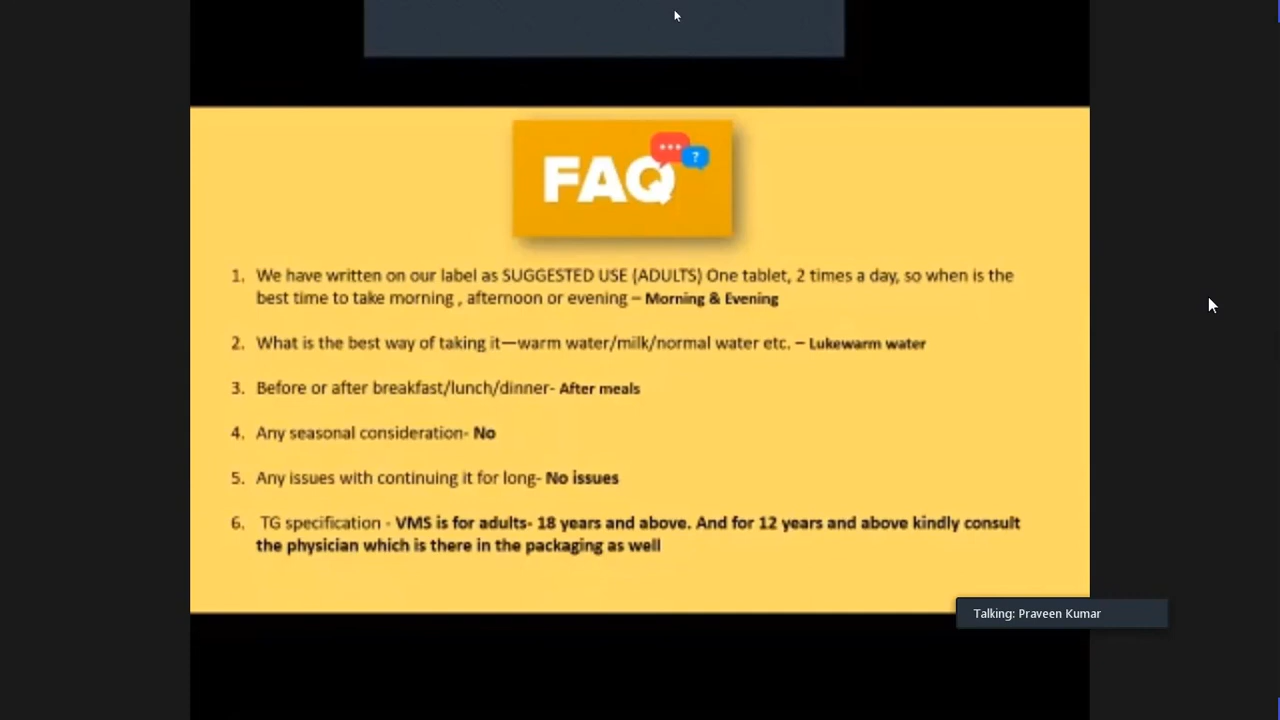 FAQ
?
1. We have written on our label as SUGGESTED USE (ADULTS) One tablet, 2 times a day, so when is the
best time to take morning , afternoon or evening – Morning & Evening
2. What is the best way of taking it—warm water/milk/normal water etc. – Lukewarm water
3. Before or after breakfast/lunch/dinner- After meals
4. Any seasonal consideration- No
5. Any issues with continuing it for long- No issues
6. TG specification - VMS is for adults- 18 years and above. And for 12 years and above kindly consult
the physician which is there in the packaging as well
Talking: Praveen Kumar